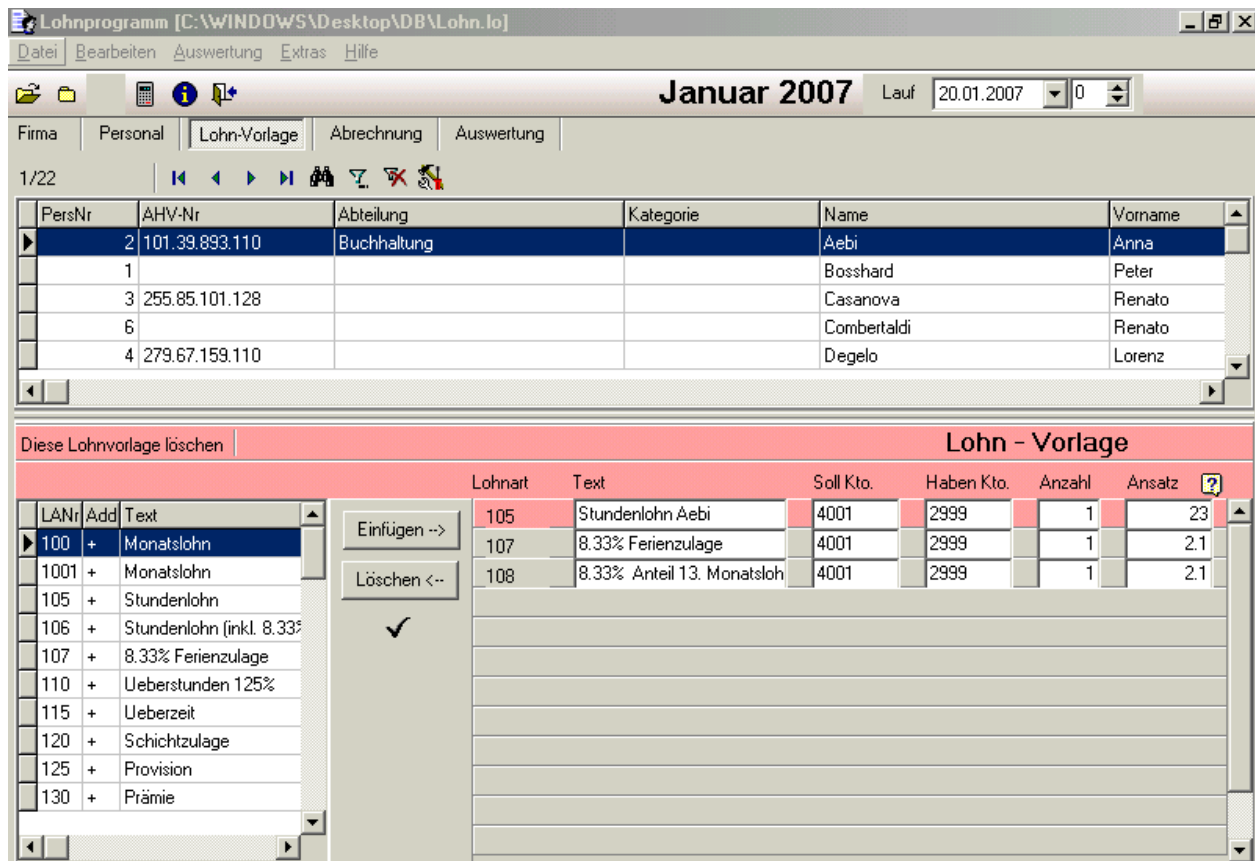 Lohnprogramm [C:\WINDOWS\Desktop\DB\Lohn.lo]
Datei Bearbeiten Auswertung Extras Hilfe
Januar 2007 Lauf 20.01.2007 0
Firma Personal Lohn-Vorlage Abrechnung Auswertung
1/22
PersNr AHV-Nr Abteilung Kategorie Name Vorname
2 101.39.893.110 Buchhaltung Aebi Anna
1 Bosshard Peter
3 255.85.101.128 Casanova Renato
6 Combertaldi Renato
4 279.67.159.110 Degelo Lorenz
Diese Lohnvorlage löschen Lohn - Vorlage
Lohnart Text Soll Kto. Haben Kto. Anzahl Ansatz ?
LANr Add Text
100 + Monatslohn
1001 + Monatslohn
105 + Stundenlohn
106 + Stundenlohn (inkl. 8.33%
107 + 8.33% Ferienzulage
110 + Ueberstunden 125%
115 + Ueberzeit
120 + Schichtzulage
125 + Provision
130 + Prämie
Einfügen -->
Löschen <--
105 Stundenlohn Aebi 4001 2999 1 23
107 8.33% Ferienzulage 4001 2999 1 2.1
108 8.33% Anteil 13. Monatsloh 4001 2999 1 2.1